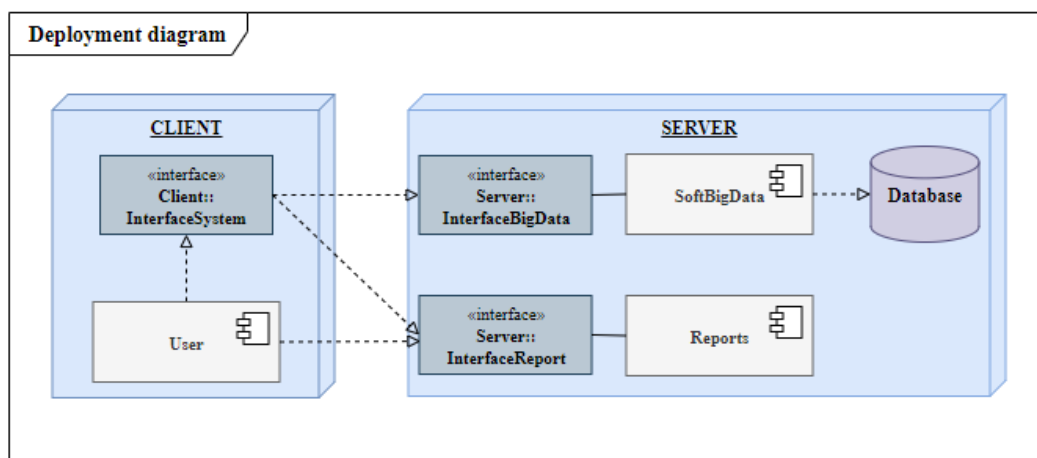 Deployment diagram
CLIENT
«interface»
Client::
InterfaceSystem
User
SERVER
«interface»
Server::
InterfaceBigData
SoftBigData
Database
«interface»
Server::
InterfaceReport
Reports